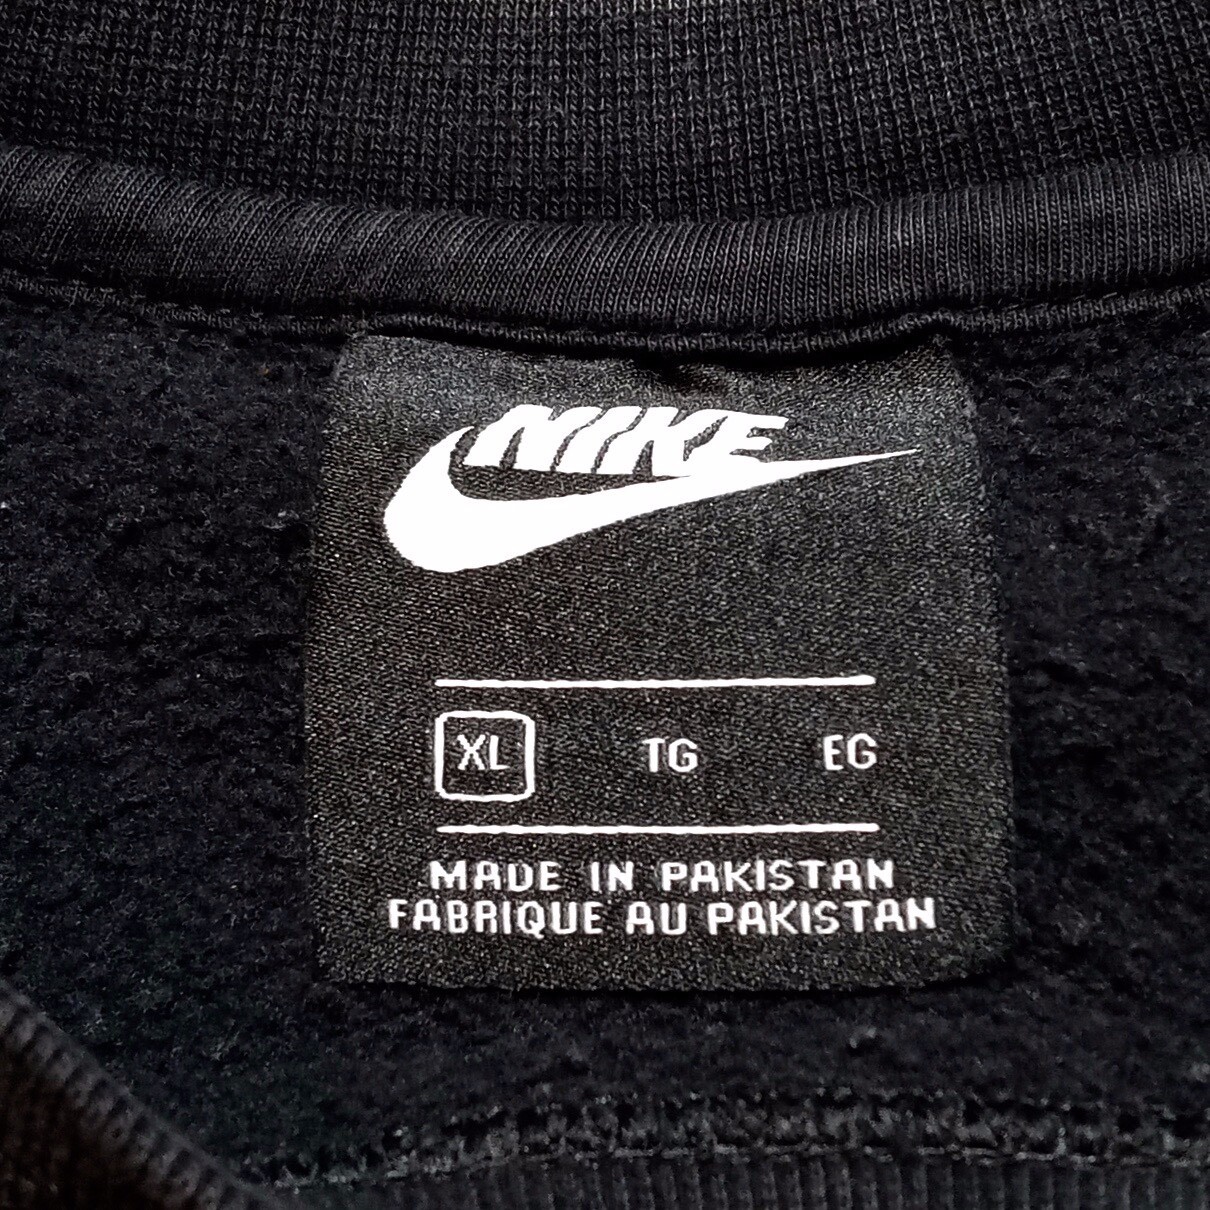 NIKE
XL TG EG
MADE IN PAKISTAN
FABRIQUE AU PAKISTAN